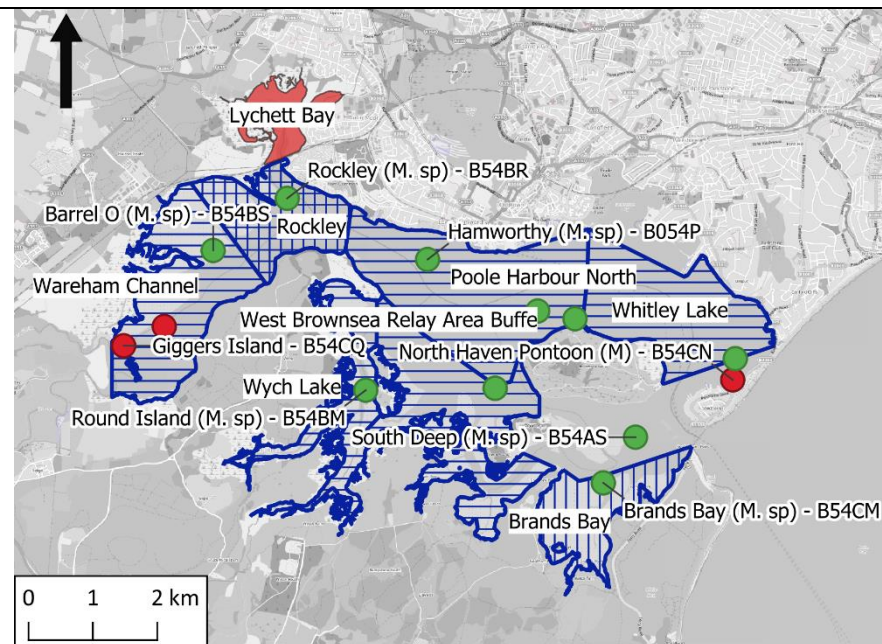 Lychett Bay
Rockley (M. sp) - B54BR
Barrel O (M. sp) - B54BS
Rockley
Hamworthy (M. sp) - B054P
Poole Harbour North
Wareham Channel
West Brownsea Relay Area Buffe
Whitley Lake
Giggers Island - B54CQ
North Haven Pontoon (M) - B54CN
Wych Lake
Round Island (M. sp) - B54BM
South Deep (M. sp) - B54AS
Brands Bay (M. sp) - B54CM
Brands Bay
0 1 2 km